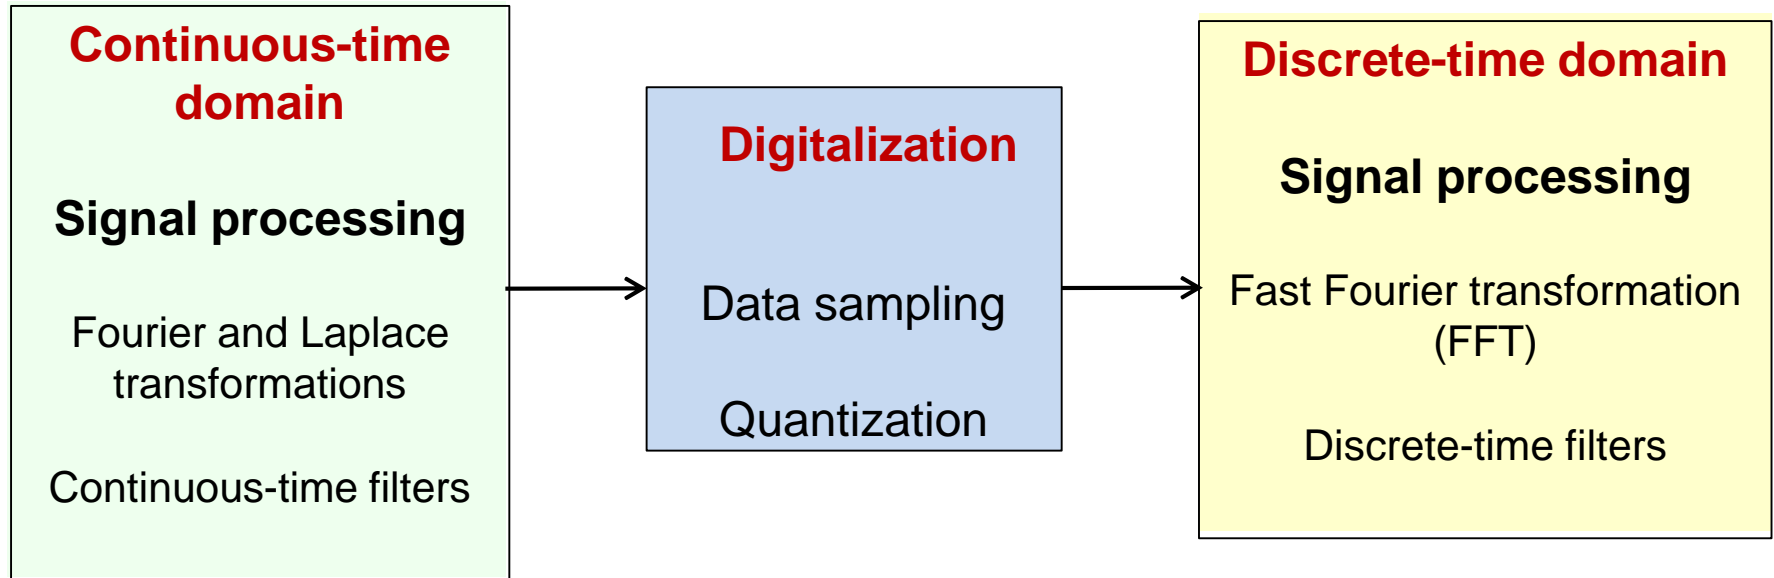 Continuous-time
domain
Signal processing
Fourier and Laplace
transformations
Continuous-time filters
Digitalization
Data sampling
Quantization
Discrete-time domain
Signal processing
Fast Fourier transformation
(FFT)
Discrete-time filters